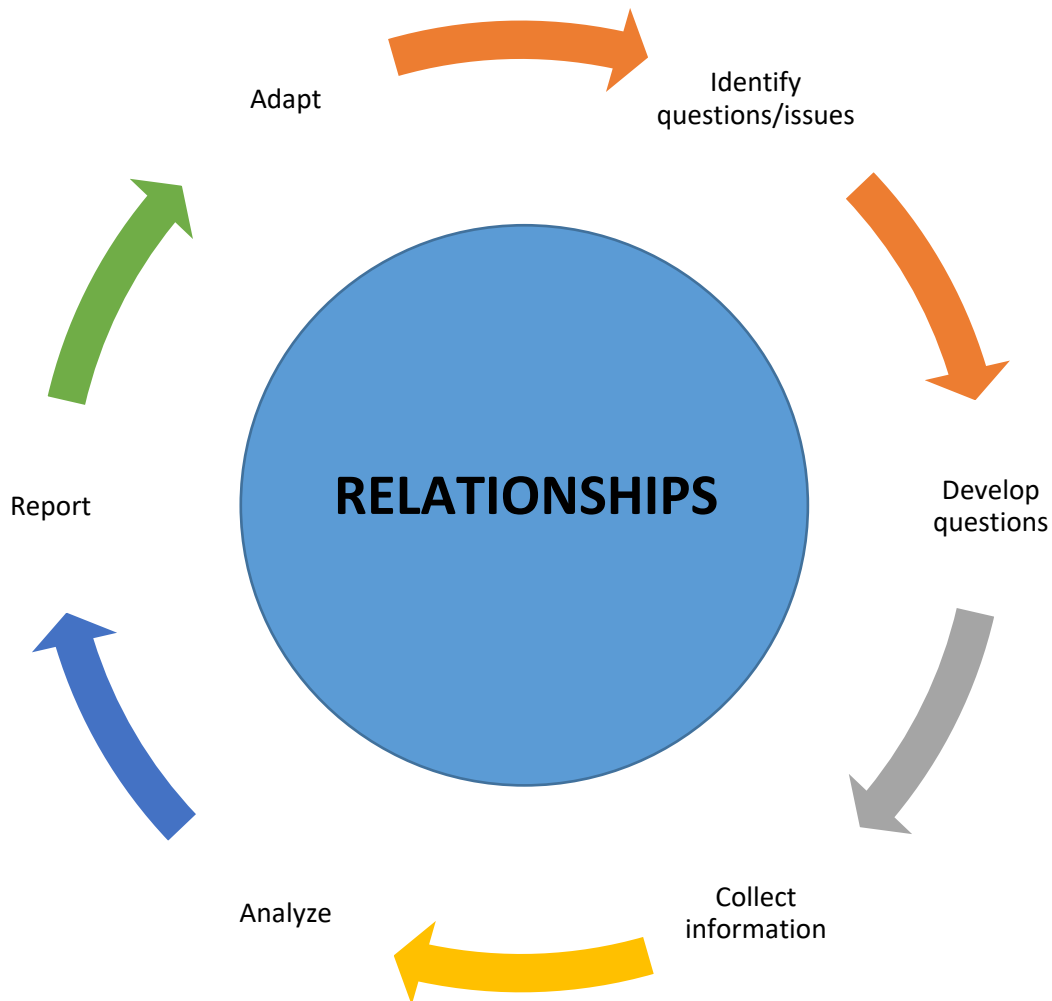 Adapt
Identify
questions/issues
RELATIONSHIPS
Report
Develop
questions
Analyze
Collect
information